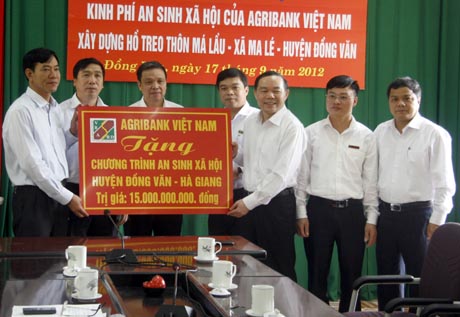 KINH PHÍ AN SINH XÃ HỘI CỦA AGRIBANK VIỆT NAM
XÂY DỰNG HỒ TREO THÔN MÁ LẦU - XÃ MA LÉ - HUYỆN ĐỒNG VĂN
Đồng ngày 17 tháng 9 năm 2012
AGRIBANK VIỆT NAM
Tặng
CHƯƠNG TRÌNH AN SINH XÃ HỘI
HUYỆN ĐỒNG VĂN - HÀ GIANG
Trị giá: 15.000.000.000. đồng